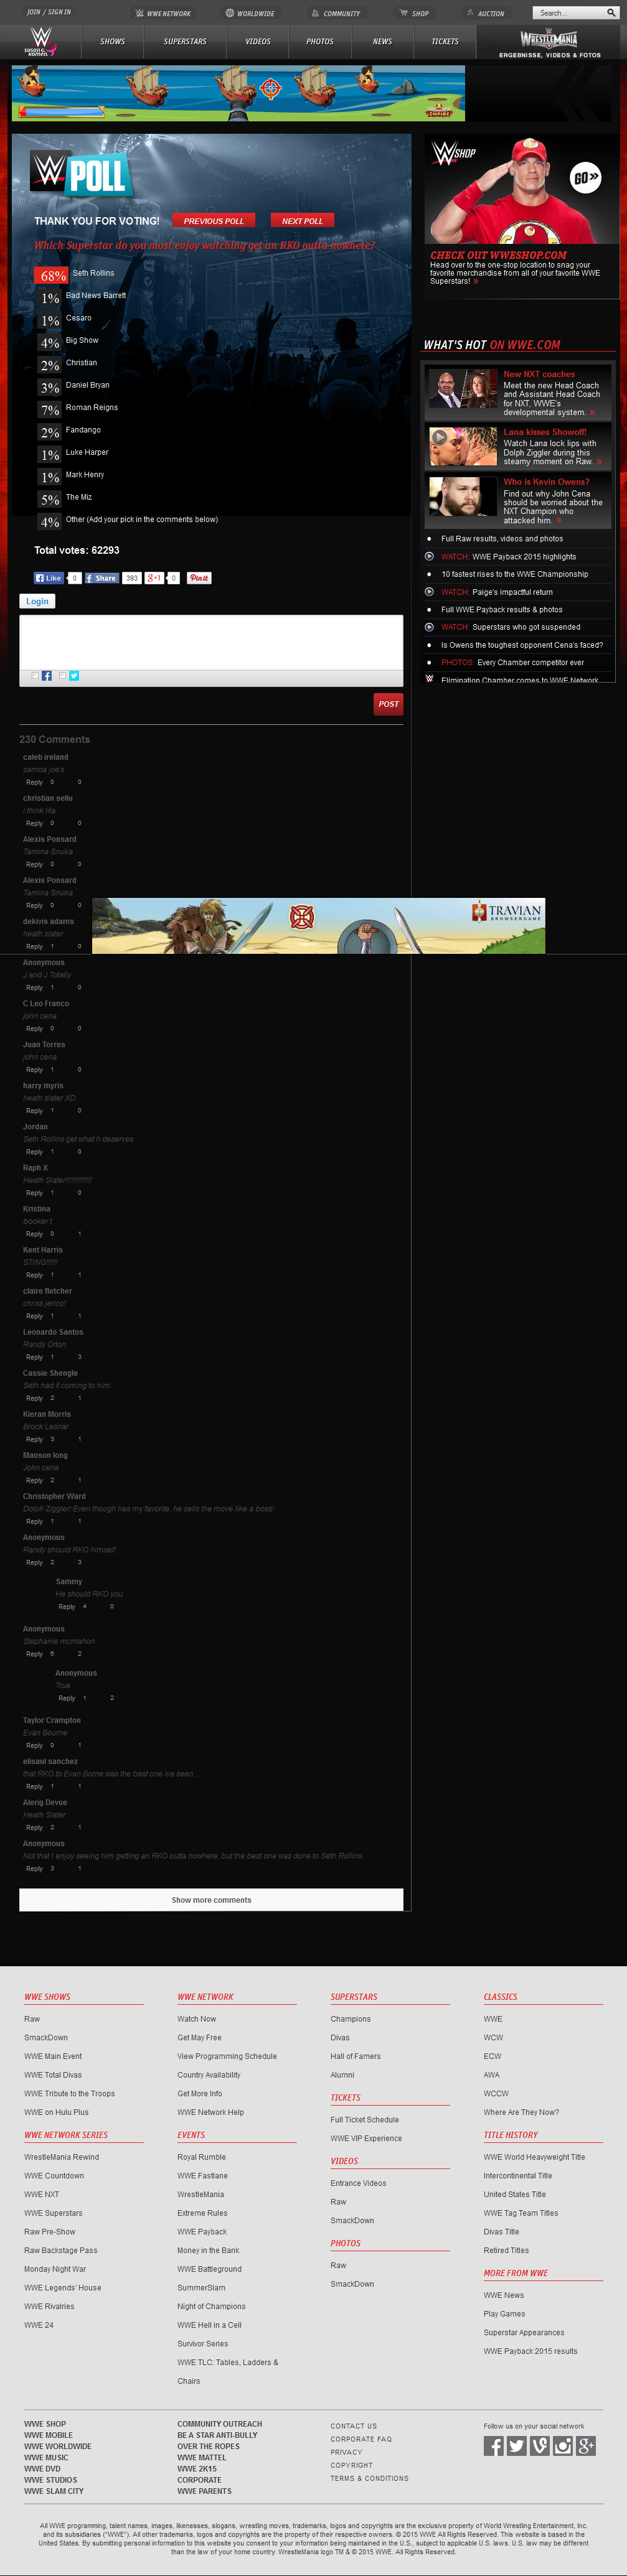 JOIN / SIGN IN
WWE NETWORK
WORLDWIDE
COMMUNITY
SHOP
AUCTION
Search...
susan g. komen.
SHOWS
SUPERSTARS
VIDEOS
PHOTOS
NEWS
TICKETS
WRESTLEMANIA
ERGEBNISSE, VIDEOS & FOTOS
EMPIRE
POLL
THANK YOU FOR VOTING!
PREVIOUS POLL
NEXT POLL
Which Superstar do you most enjoy watching get an RKO outta nowhere?
68% Seth Rollins
1% Bad News Barrett
1% Cesaro
4% Big Show
2% Christian
3% Daniel Bryan
7% Roman Reigns
2% Fandango
1% Luke Harper
1% Mark Henry
5% The Miz
4% Other (Add your pick in the comments below)
Total votes: 62293
Like 0 Share 393 +1 0 Pin it
Login
POST
SHOP
GO >>
CHECK OUT WWESHOP.COM
Head over to the one-stop location to snag your
favorite merchandise from all of your favorite WWE
Superstars! »
WHAT'S HOT ON WWE.COM
New NXT coaches
Meet the new Head Coach
and Assistant Head Coach
for NXT, WWE's
developmental system. »
Lana kisses Showoff!
Watch Lana lock lips with
Dolph Ziggler during this
steamy moment on Raw. »
Who is Kevin Owens?
Find out why John Cena
should be worried about the
NXT Champion who
attacked him. »
Full Raw results, videos and photos
WATCH: WWE Payback 2015 highlights
10 fastest rises to the WWE Championship
WATCH: Paige's impactful return
Full WWE Payback results & photos
WATCH: Superstars who got suspended
Is Owens the toughest opponent Cena's faced?
PHOTOS: Every Chamber competitor ever
Elimination Chamber comes to WWE Network
230 Comments
caleb ireland
samoa joe's
Reply 0 0
christian sellu
i think lita
Reply 0 0
Alexis Ponsard
Tamina Snuka
Reply 0 0
Alexis Ponsard
Tamina Snuka
Reply 0 0
dekivis adams
heath slater
Reply 1 0
TRAVIAN
BROWSERGAME
Anonymous
J and J Totally
Reply 1 0
C Leo Franco
john cena
Reply 0 0
Juan Torres
john cena
Reply 1 0
harry myris
heath slater XD
Reply 1 0
Jordan
Seth Rollins get what h deserves
Reply 1 0
Raph X
Heath Slater!!!!!!!!!!!!!!
Reply 1 0
Kristina
booker t
Reply 0 1
Kent Harris
STING!!!!!
Reply 1 1
claire fletcher
chriss jerico!
Reply 1 1
Leonardo Santos
Randy Orton
Reply 1 3
Cassie Shengle
Seth had it coming to him.
Reply 2 1
Kieran Morris
Brock Lesnar
Reply 3 1
Manson long
John cena
Reply 2 1
Christopher Ward
Dolph Ziggler! Even though hes my favorite, he sells the move like a boss!
Reply 1 1
Anonymous
Randy should RKO himself.
Reply 2 3
Sammy
He should RKO you
Reply 4 0
Anonymous
Stephanie mcmahon
Reply 6 2
Anonymous
True
Reply 1 2
Taylor Crampton
Evan Bourne
Reply 0 1
elisaul sanchez
that RKO to Evan Borne was the best one ive seen...
Reply 1 1
Alerig Devue
Heath Slater
Reply 2 1
Anonymous
Not that I enjoy seeing him getting an RKO outta nowhere, but the best one was done to Seth Rollins.
Reply 3 1
Show more comments
WWE SHOWS
Raw
SmackDown
WWE Main Event
WWE Total Divas
WWE Tribute to the Troops
WWE on Hulu Plus
WWE NETWORK SERIES
WrestleMania Rewind
WWE Countdown
WWE NXT
WWE Superstars
Raw Pre-Show
Raw Backstage Pass
Monday Night War
WWE Legends' House
WWE Rivalries
WWE 24
WWE NETWORK
Watch Now
Get May Free
View Programming Schedule
Country Availability
Get More Info
WWE Network Help
EVENTS
Royal Rumble
WWE Fastlane
WrestleMania
Extreme Rules
WWE Payback
Money in the Bank
WWE Battleground
SummerSlam
Night of Champions
WWE Hell in a Cell
Survivor Series
WWE TLC: Tables, Ladders &
Chairs
SUPERSTARS
Champions
Divas
Hall of Famers
Alumni
TICKETS
Full Ticket Schedule
WWE VIP Experience
VIDEOS
Entrance Videos
Raw
SmackDown
PHOTOS
Raw
SmackDown
CLASSICS
WWE
WCW
ECW
AWA
WCCW
Where Are They Now?
TITLE HISTORY
WWE World Heavyweight Title
Intercontinental Title
United States Title
WWE Tag Team Titles
Divas Title
Retired Titles
MORE FROM WWE
WWE News
Play Games
Superstar Appearances
WWE Payback 2015 results
WWE SHOP
WWE MOBILE
WWE WORLDWIDE
WWE MUSIC
WWE DVD
WWE STUDIOS
WWE SLAM CITY
COMMUNITY OUTREACH
BE A STAR ANTI-BULLY
OVER THE ROPES
WWE MATTEL
WWE 2K15
CORPORATE
WWE PARENTS
CONTACT US
CORPORATE FAQ
PRIVACY
COPYRIGHT
TERMS & CONDITIONS
Follow us on your social network
All WWE programming, talent names, images, likenesses, slogans, wrestling moves, trademarks, logos and copyrights are the exclusive property of World Wrestling Entertainment, Inc.
and its subsidiaries ("WWE"). All other trademarks, logos and copyrights are the property of their respective owners. © 2015 WWE All Rights Reserved. This website is based in the
United States. By submitting personal information to this website you consent to your information being maintained in the U.S., subject to applicable U.S. laws. U.S. law may be different
than the law of your home country. WrestleMania logo TM & © 2015 WWE. All Rights Reserved.